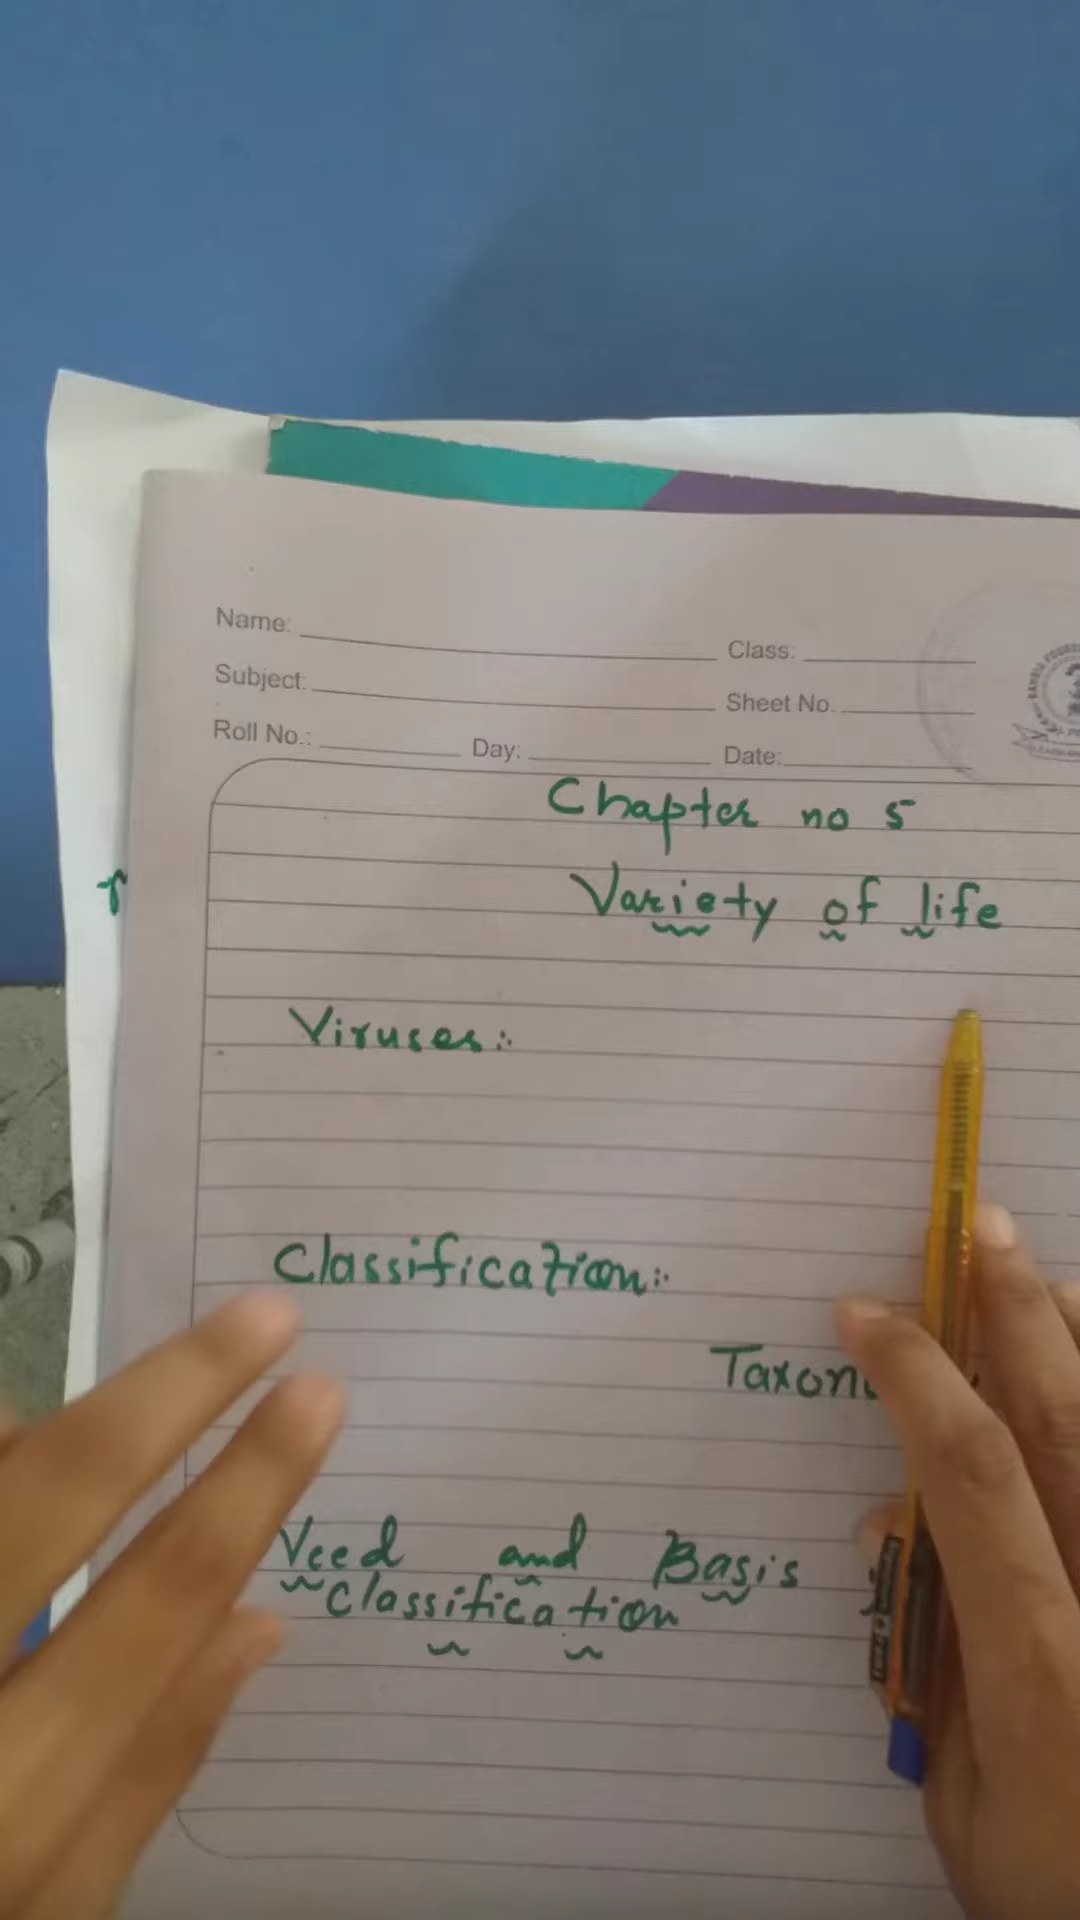 Name:
Class:
Subject:
Sheet No.
Roll No.:
Day:
Date:
Chapter no 5
Variety of life
Viruses:
Classification:
Need and Basis
Classification